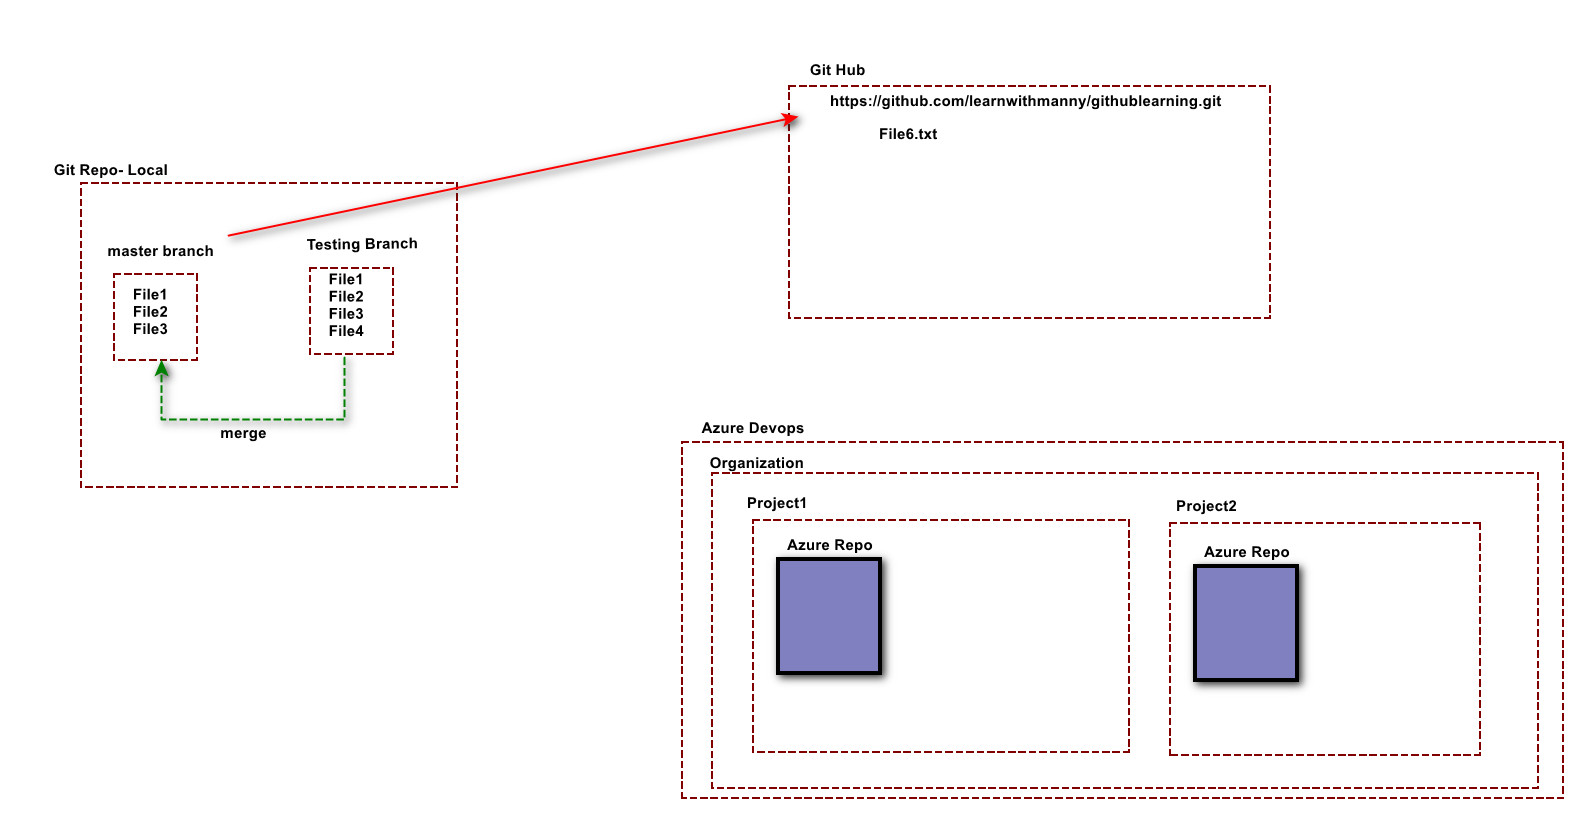 Git Hub
https://github.com/learnwithmanny/githublearning.git
File6.txt
Git Repo- Local
master branch
File1
File2
File3
Testing Branch
File1
File2
File3
File4
merge
Azure Devops
Organization
Project1
Azure Repo
Project2
Azure Repo